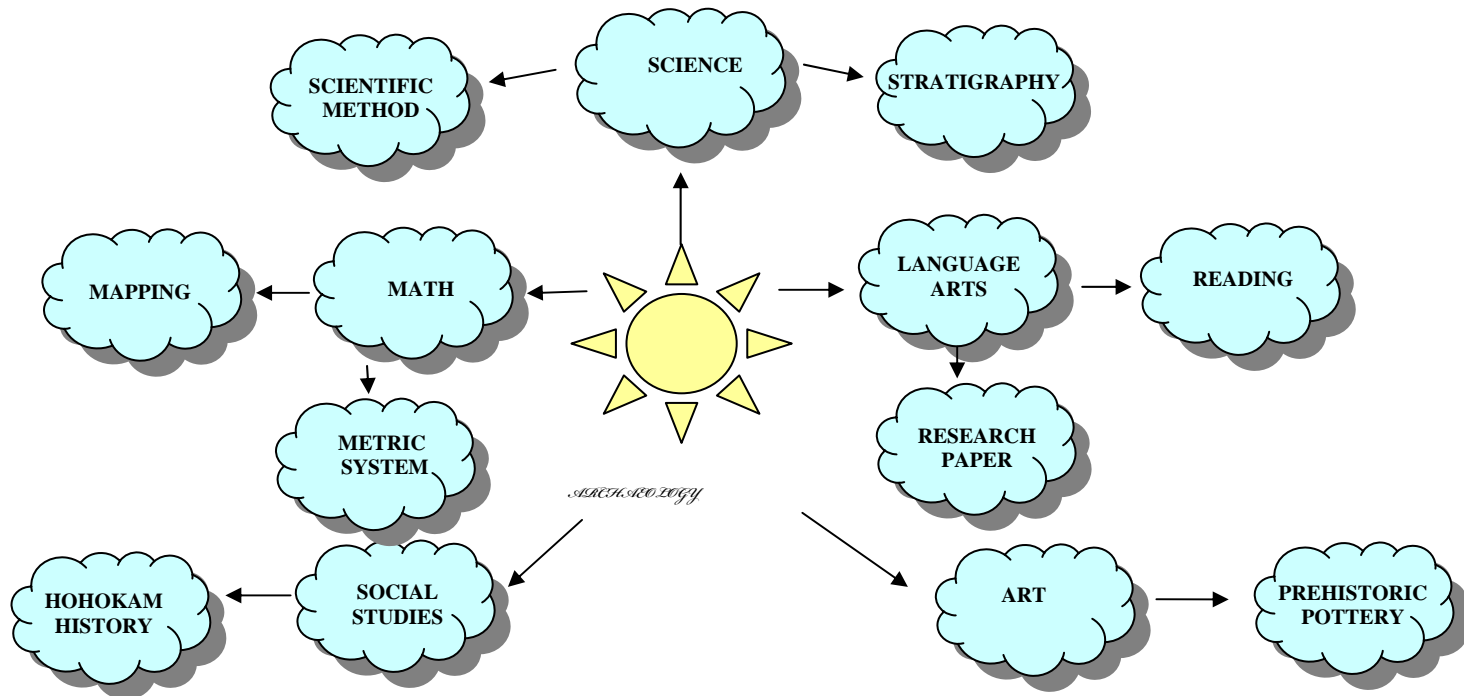 SCIENCE
SCIENTIFIC
METHOD
STRATIGRAPHY
MAPPING
MATH
LANGUAGE
ARTS
READING
METRIC
SYSTEM
RESEARCH
PAPER
ARCHAEOLOGY
HOHOKAM
HISTORY
SOCIAL
STUDIES
ART
PREHISTORIC
POTTERY